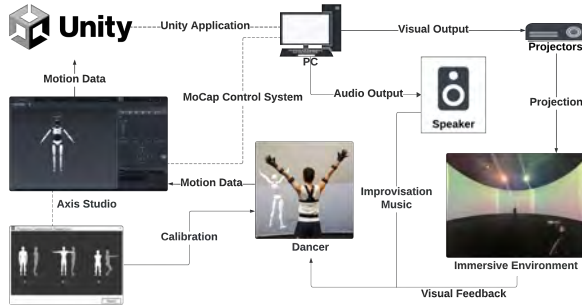 Unity
Unity Application
Visual Output
PC
Projectors
Motion Data
MoCap Control System
Audio Output
Projection
Speaker
Motion Data
Improvisation
Music
Axis Studio
Calibration
Dancer
Immersive Environment
Visual Feedback